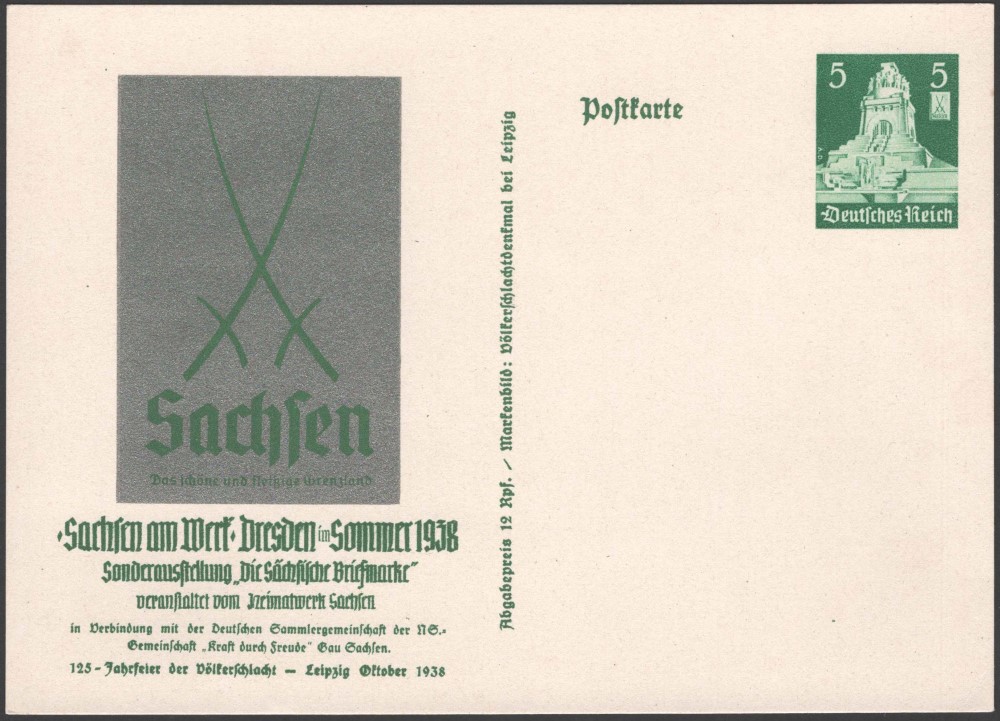 Sachsen
Das schöne und fleißige Grenzland
·Sachsen am Werk· Dresden im Sommer 1938
Sonderausstellung „Die Sächsische Briefmarke“
veranstaltet vom Heimatwerk Sachsen
in Verbindung mit der Deutschen Sammlergemeinschaft der NS.=
Gemeinschaft „Kraft durch Freude“ Gau Sachsen.
125 - Jahrfeier der Völkerschlacht — Leipzig Oktober 1938
Abgabepreis 12 Rpf. / Markenbild: Völkerschlachtdenkmal bei Leipzig
Postkarte
5 5
Deutsches Reich